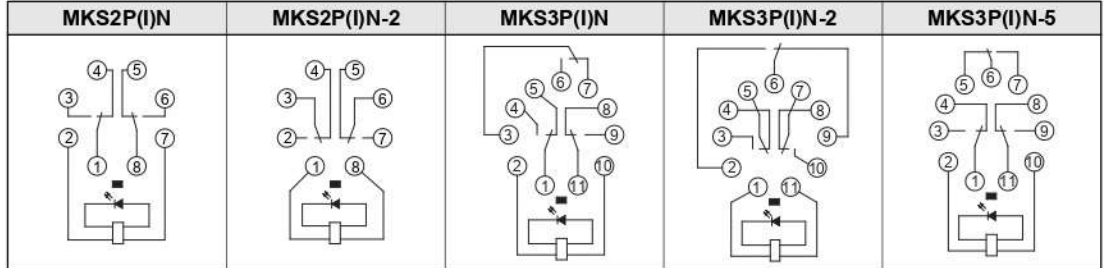 MKS2P(I)N MKS2P(I)N-2 MKS3P(I)N MKS3P(I)N-2 MKS3P(I)N-5
4 5 3 6 2 7 1 8
4 5 3 6 2 7 1 8
6 7 5 4 8 3 9 2 10 1 11
6 5 7 4 8 3 9 2 10 1 11
5 6 7 4 8 3 9 2 10 1 11